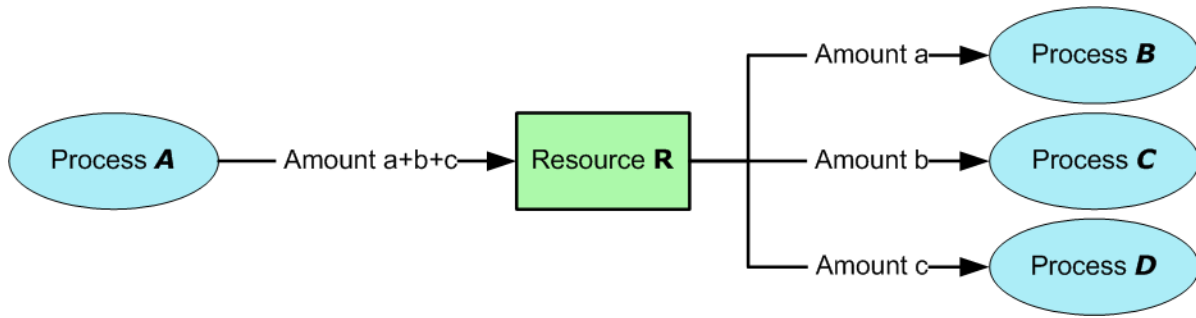 Amount a
Process B
Process A
Amount a+b+c
Resource R
Amount b
Process C
Amount c
Process D